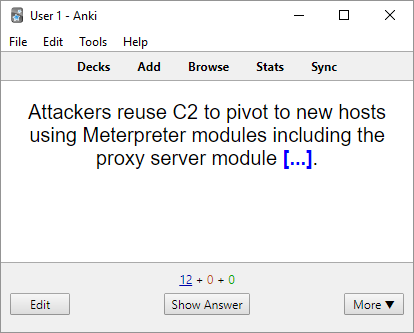 User 1 - Anki
File Edit Tools Help
Decks Add Browse Stats Sync
Attackers reuse C2 to pivot to new hosts
using Meterpreter modules including the
proxy server module [...].
12 + 0 + 0
Edit Show Answer More ▼